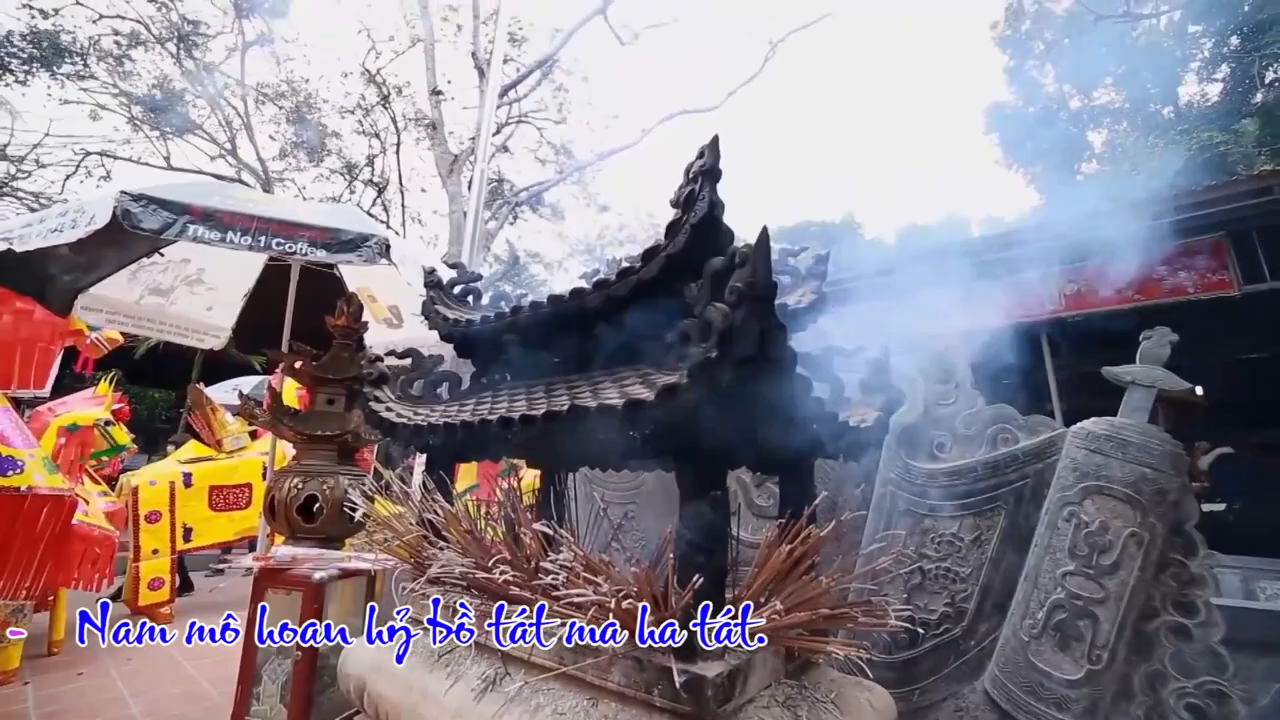 The No.1 Coffee
- Nam mô hoan hỷ bồ tát ma ha tát.